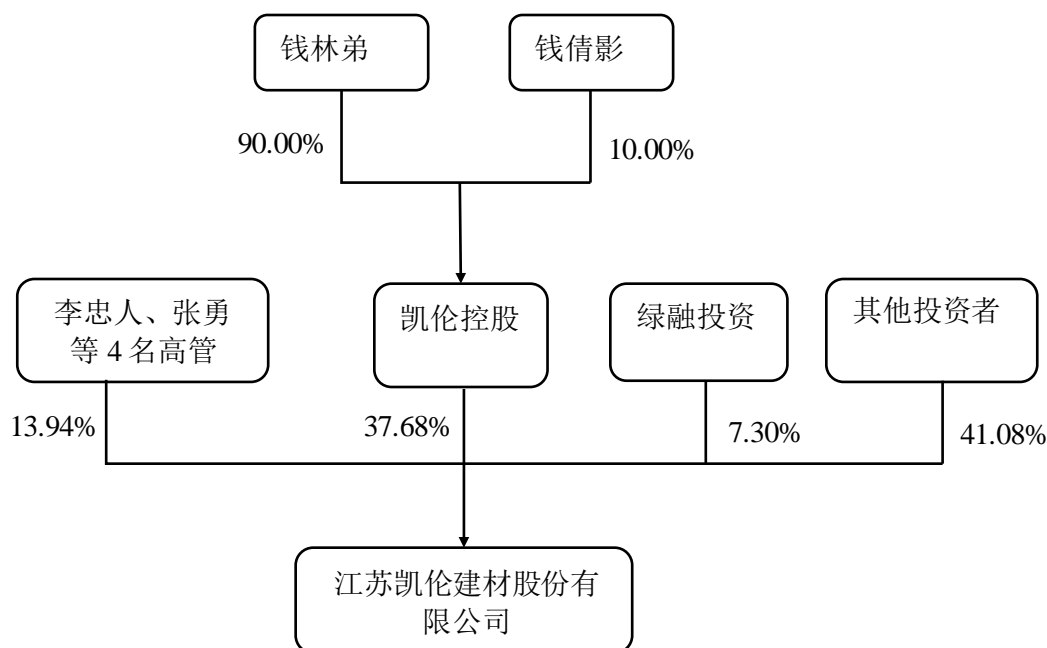 钱林弟
钱倩影
90.00%
10.00%
李忠人、张勇
等 4 名高管
凯伦控股
绿融投资
其他投资者
13.94%
37.68%
7.30%
41.08%
江苏凯伦建材股份有
限公司